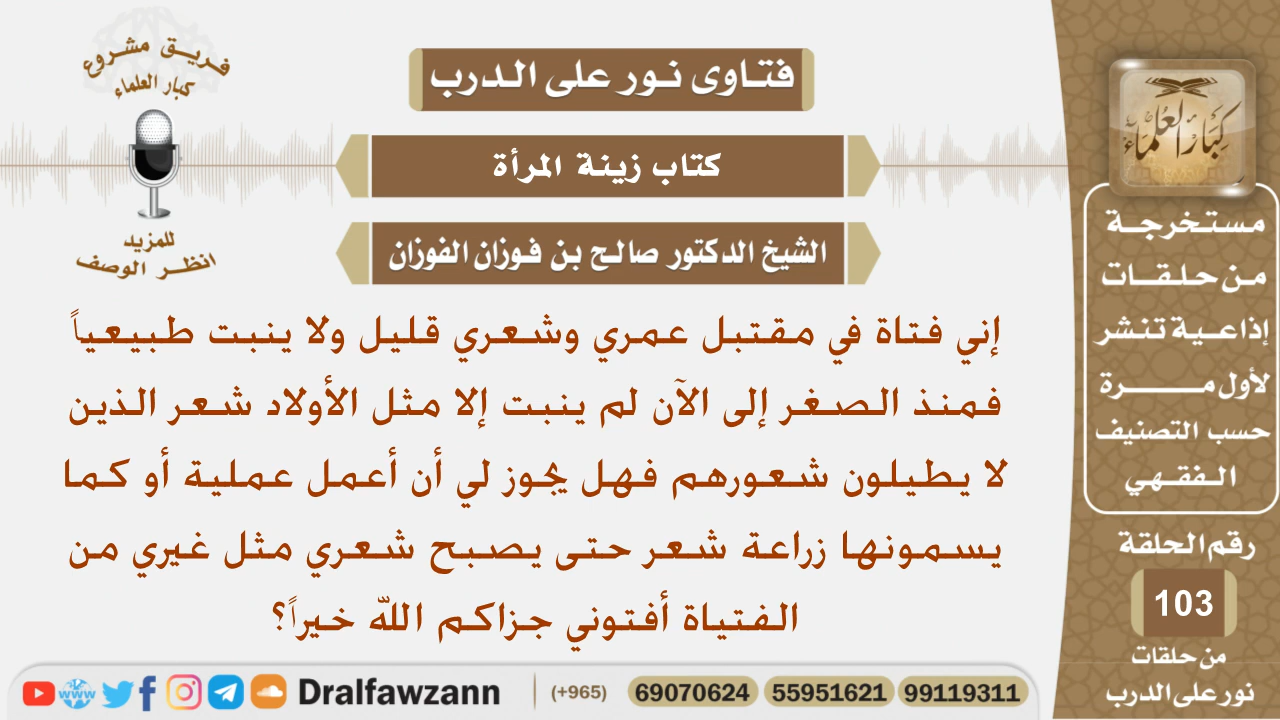 فريق مشروع
كبار العلماء
للمزيد
انظر الوصف
فتاوى نور على الدرب
كتاب زينة المرأة
الشيخ الدكتور صالح بن فوزان الفوزان
إني فتاة في مقتبل عمري وشعري قليل ولا ينبت طبيعياً
فمنذ الصغر إلى الآن لم ينبت إلا مثل الأولاد شعر الذين
لا يطيلون شعورهم فهل يجوز لي أن أعمل عملية أو كما
يسمونها زراعة شعر حتى يصبح شعري مثل غيري من
الفتياة أفتوني جزاكم الله خيراً؟
كبار العلماء
مستخرجة
من حلقات
إذاعية تنشر
لأول مرة
حسب التصنيف
الفقهي
رقم الحلقة
103
من حلقات
نور على الدرب
www Dralfawzann (+965) 69070624 55951621 99119311